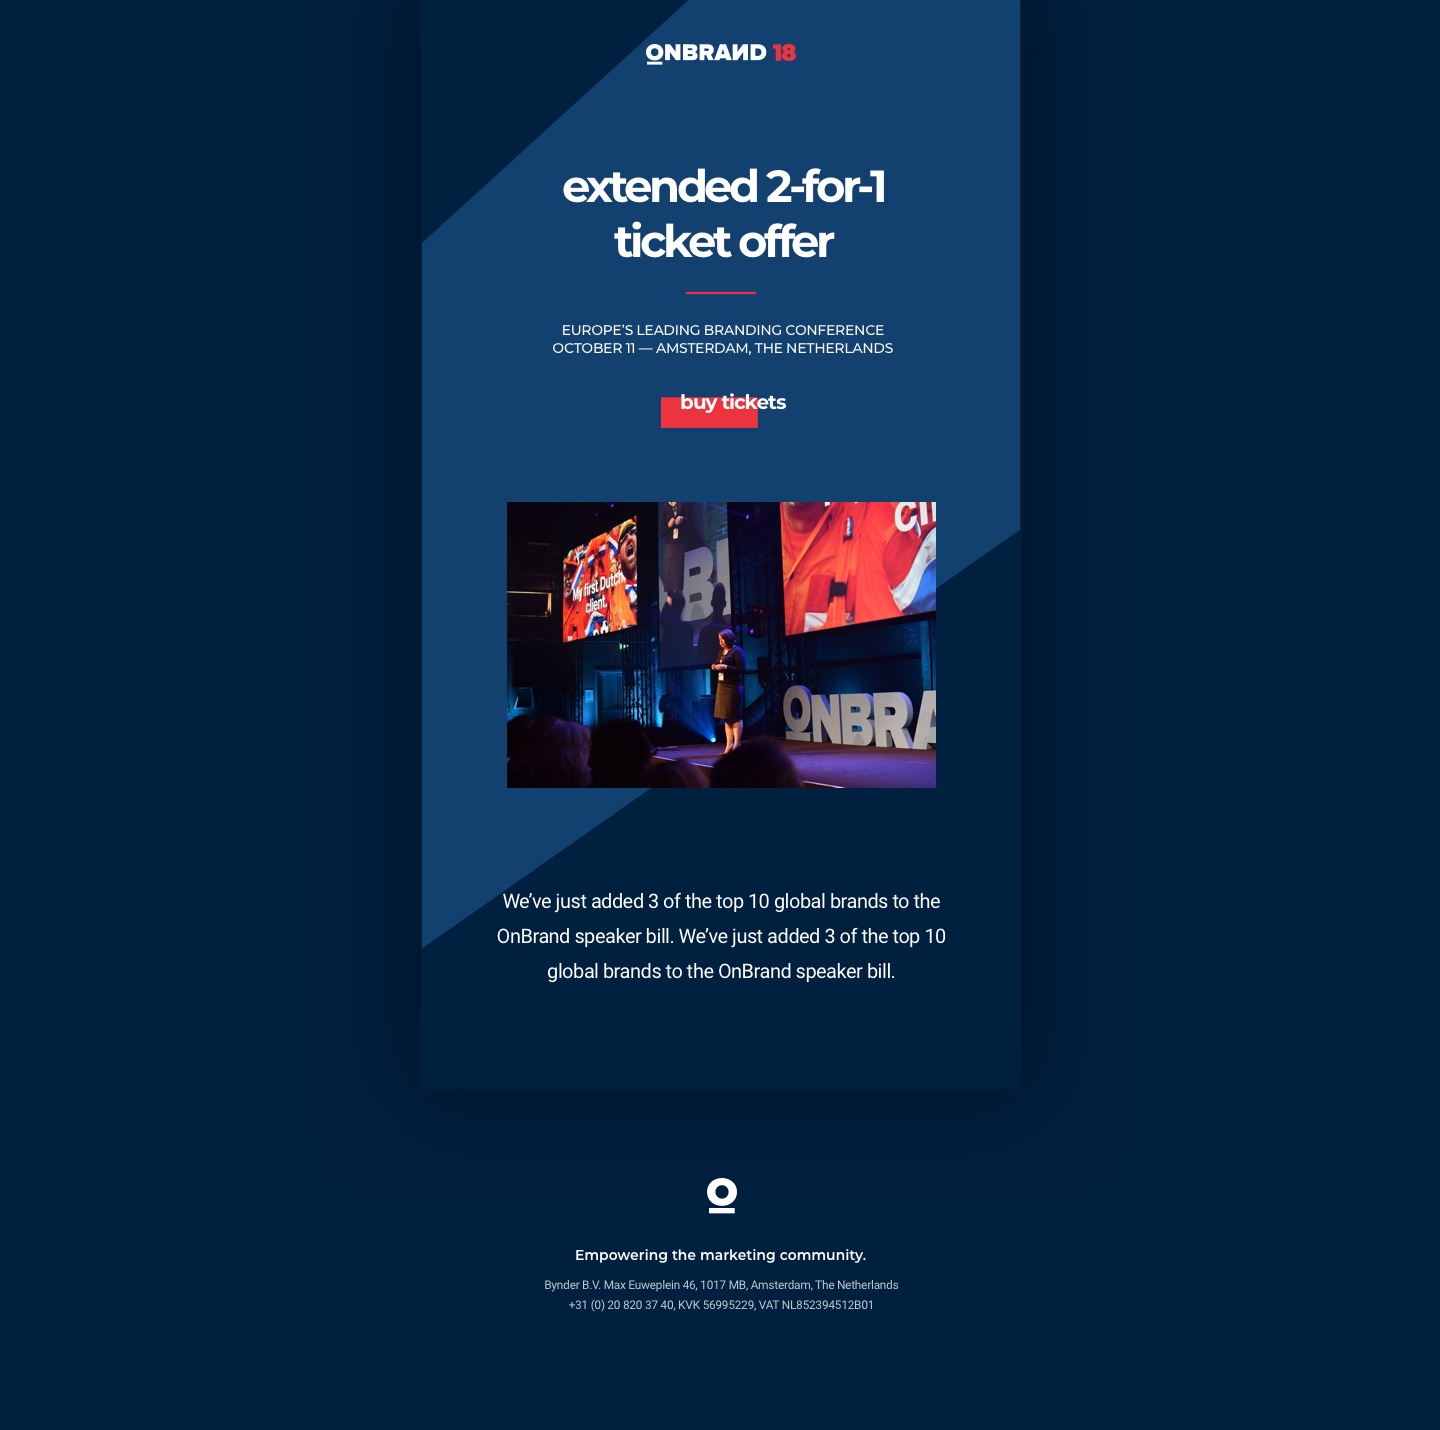 ONBRAND 18
extended 2-for-1
ticket offer
EUROPE’S LEADING BRANDING CONFERENCE
OCTOBER 11 — AMSTERDAM, THE NETHERLANDS
buy tickets
My first Dutch
client.
BI
CII
ONBRA
We’ve just added 3 of the top 10 global brands to the
OnBrand speaker bill. We’ve just added 3 of the top 10
global brands to the OnBrand speaker bill.
O
Empowering the marketing community.
Bynder B.V. Max Euweplein 46, 1017 MB, Amsterdam, The Netherlands
+31 (0) 20 820 37 40, KVK 56995229, VAT NL852394512B01